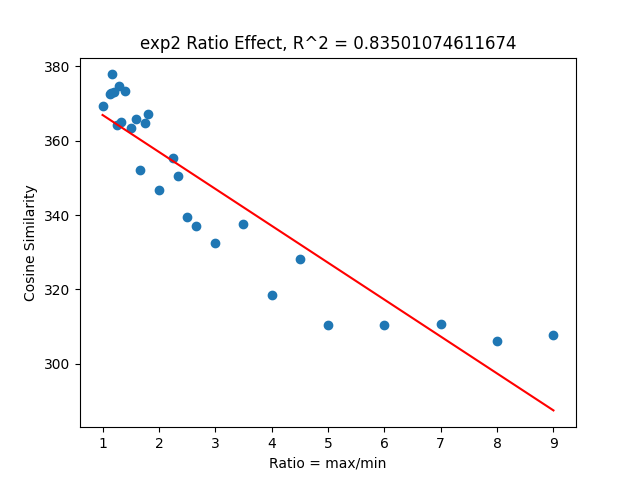 exp2 Ratio Effect, R^2 = 0.83501074611674
380
360
340
320
300
Cosine Similarity
1 2 3 4 5 6 7 8 9
Ratio = max/min